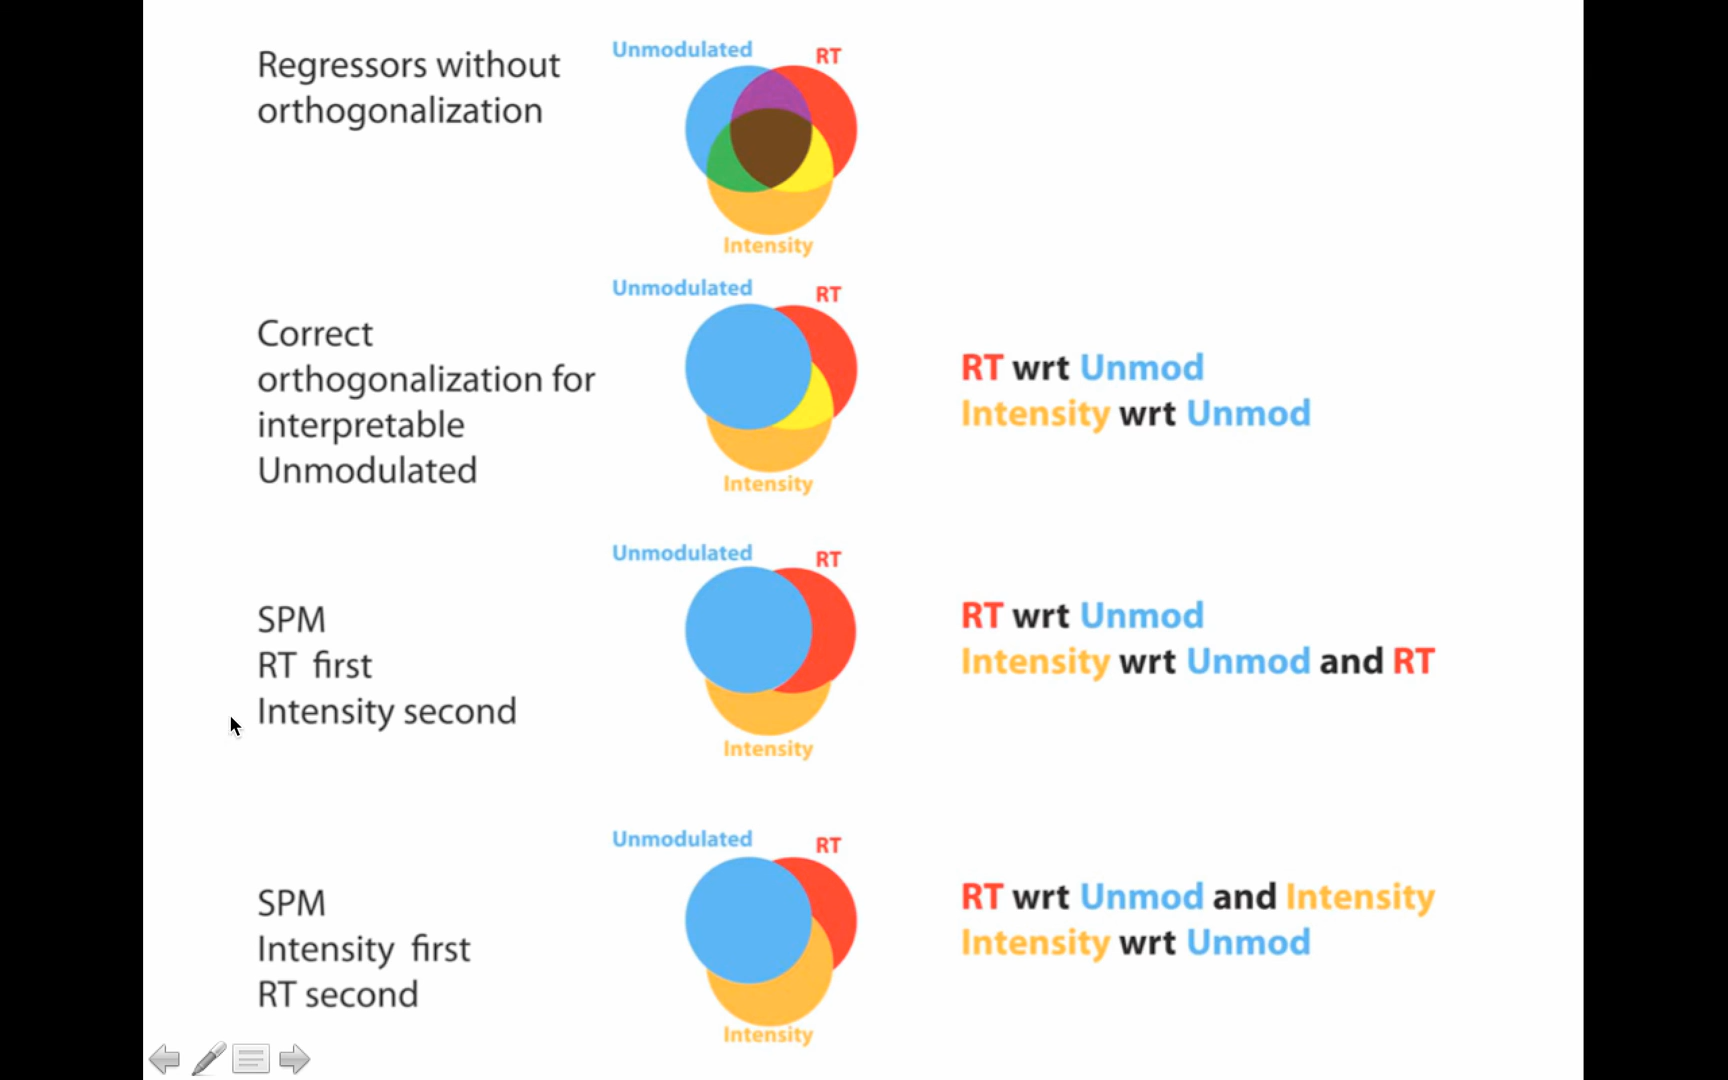 Regressors without
orthogonalization
Unmodulated
RT
Intensity
Correct
orthogonalization for
interpretable
Unmodulated
Unmodulated
RT
Intensity
RT wrt Unmod
Intensity wrt Unmod
SPM
RT first
Intensity second
Unmodulated
RT
Intensity
RT wrt Unmod
Intensity wrt Unmod and RT
SPM
Intensity first
RT second
Unmodulated
RT
Intensity
RT wrt Unmod and Intensity
Intensity wrt Unmod